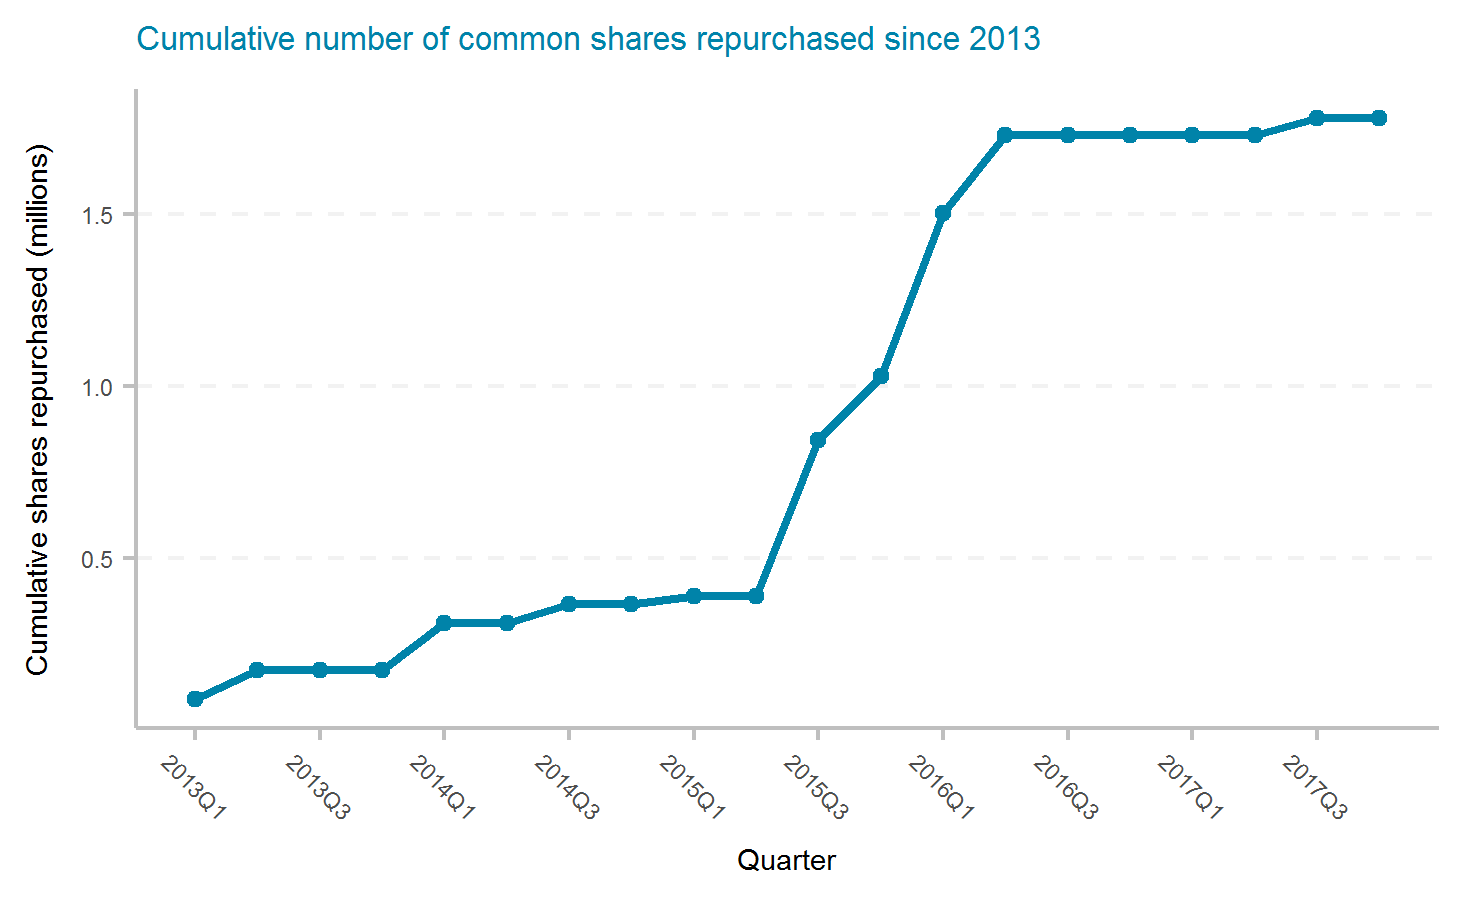 Cumulative number of common shares repurchased since 2013
Cumulative shares repurchased (millions)
1.5
1.0
0.5
2013Q1
2013Q3
2014Q1
2014Q3
2015Q1
2015Q3
2016Q1
2016Q3
2017Q1
2017Q3
Quarter